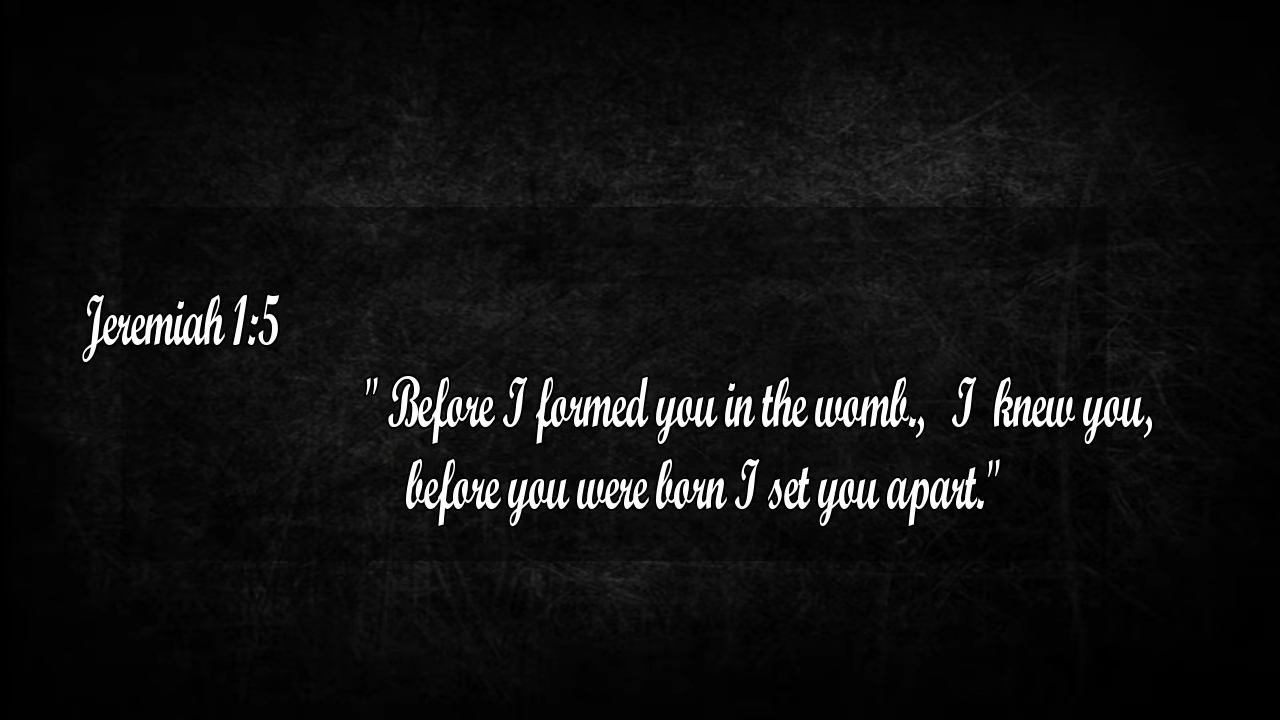 Jeremiah 1:5
" Before I formed you in the womb., I knew you,
before you were born I set you apart."